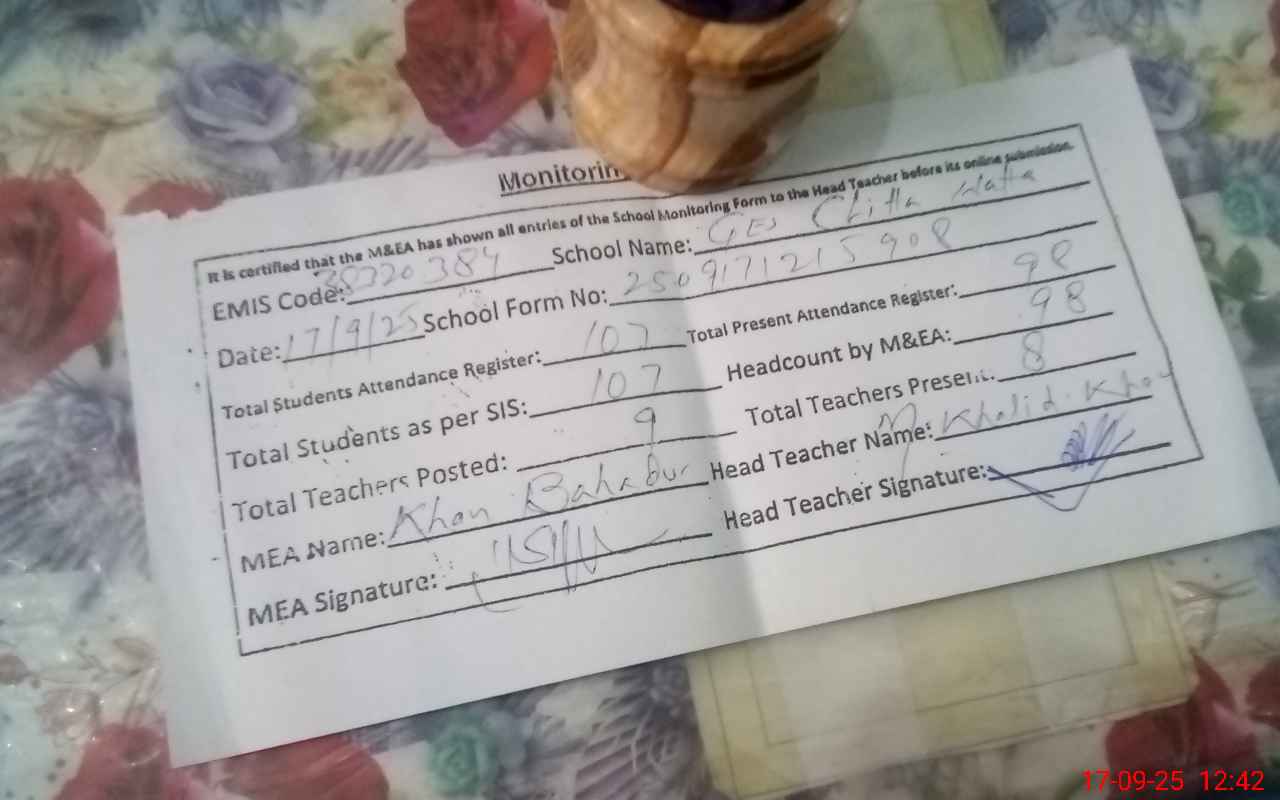 Monitorin
It is certified that the M&EA has shown all entries of the School Monitoring Form to the Head Teacher before its online submission.
EMIS Code: 38320384 School Name: GES Chitta Watta
Date: 17/9/25 School Form No: 2509171215908
Total Students Attendance Register: 107 Total Present Attendance Register: 98
Total Students as per SIS: 107 Headcount by M&EA: 98
Total Teachers Posted: 9 Total Teachers Present: 8
MEA Name: Khan Bahadur Head Teacher Name: M. Khalid Khan
MEA Signature: Head Teacher Signature:
17-09-25 12:42